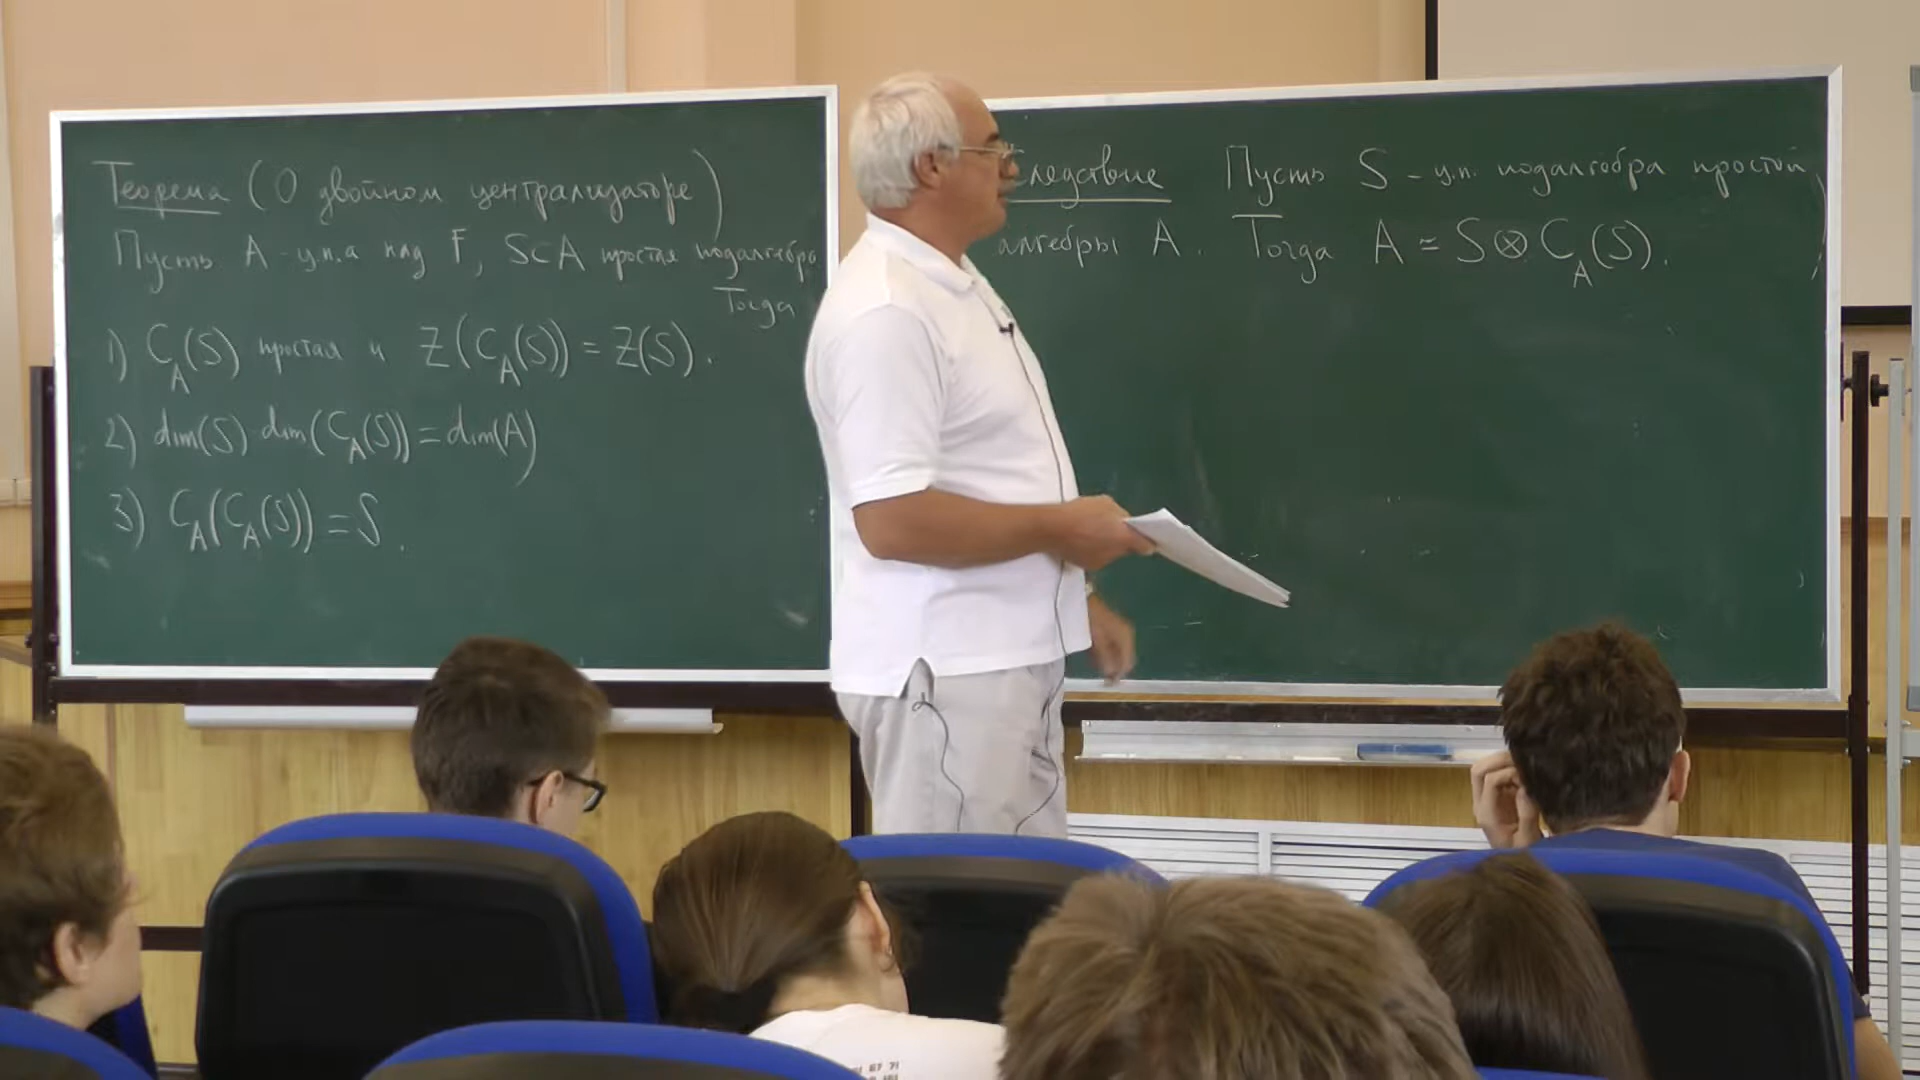 Теорема (О двойном централизаторе)
Пусть A - ц.п.а над F, S⊂A простая подалгебра
Тогда
1) C_A(S) простая и Z(C_A(S)) = Z(S).
2) dim(S) dim(C_A(S)) = dim(A)
3) C_A(C_A(S)) = S.
Следствие Пусть S - ц.п. подалгебра простой
алгебры A. Тогда A ≃ S ⊗ C_A(S).